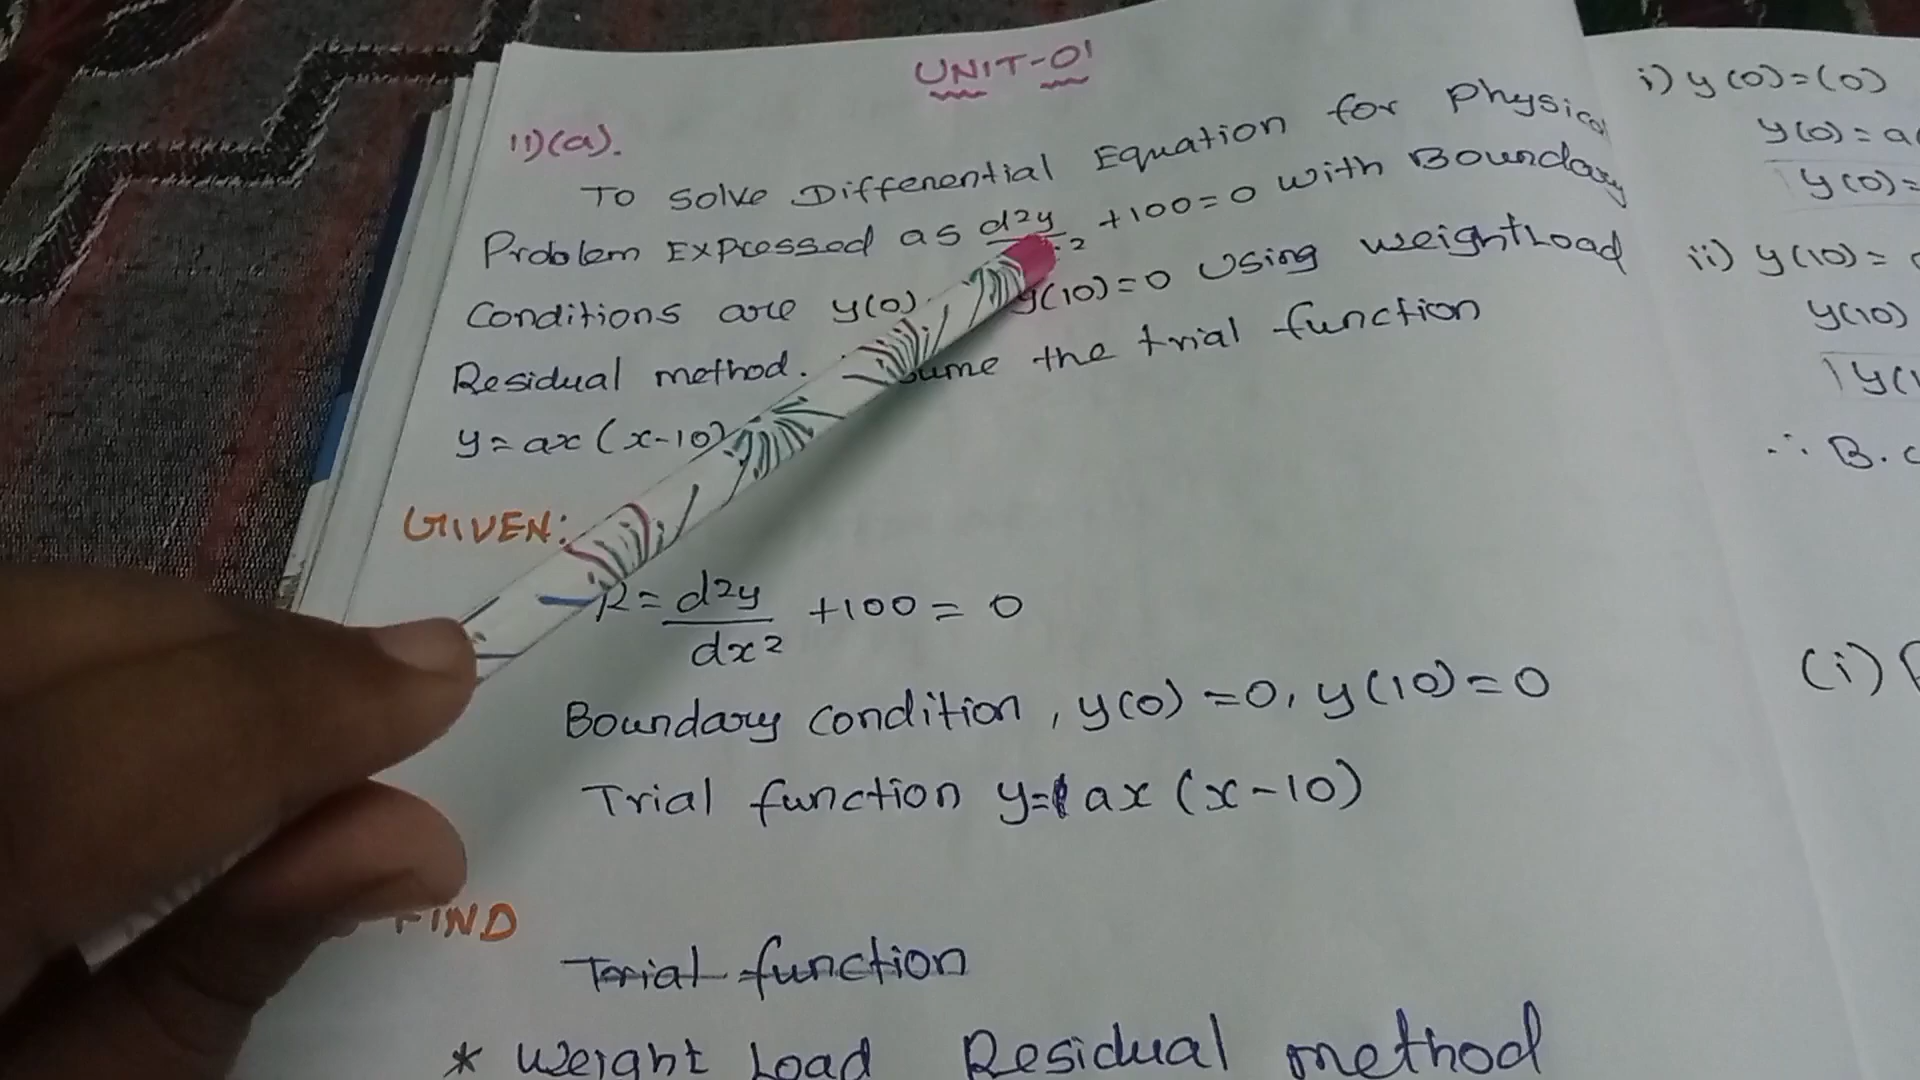 UNIT-01
11)(a).
To solve Differential Equation for Physical
Problem Expressed as d²y +100=0 with Boundary
Conditions are y(0) y(10)=0 Using weightLoad
Residual method. the trial function
y=ax(x-10)
GIVEN:
R= d²y/dx² +100=0
Boundary condition, y(0)=0, y(10)=0
Trial function y= ax(x-10)
FIND
Trial function
* Weight Load Residual method
i) y(0)=(0)
y(0)=a
y(0)=
ii) y(10)=
y(10)
y(1
∴ B.C
(i)